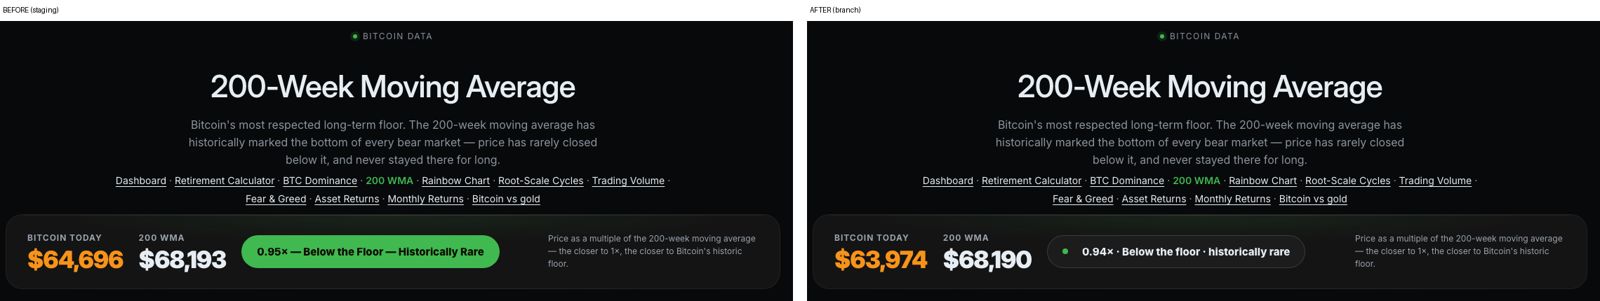 BEFORE (staging)
BITCOIN DATA
200-Week Moving Average
Bitcoin's most respected long-term floor. The 200-week moving average has
historically marked the bottom of every bear market — price has rarely closed
below it, and never stayed there for long.
Dashboard · Retirement Calculator · BTC Dominance · 200 WMA · Rainbow Chart · Root-Scale Cycles · Trading Volume ·
Fear & Greed · Asset Returns · Monthly Returns · Bitcoin vs gold
BITCOIN TODAY
$64,696
200 WMA
$68,193
0.95× — Below the Floor — Historically Rare
Price as a multiple of the 200-week moving average
— the closer to 1×, the closer to Bitcoin's historic
floor.
AFTER (branch)
BITCOIN DATA
200-Week Moving Average
Bitcoin's most respected long-term floor. The 200-week moving average has
historically marked the bottom of every bear market — price has rarely closed
below it, and never stayed there for long.
Dashboard · Retirement Calculator · BTC Dominance · 200 WMA · Rainbow Chart · Root-Scale Cycles · Trading Volume ·
Fear & Greed · Asset Returns · Monthly Returns · Bitcoin vs gold
BITCOIN TODAY
$63,974
200 WMA
$68,190
0.94× · Below the floor · historically rare
Price as a multiple of the 200-week moving average
— the closer to 1×, the closer to Bitcoin's historic
floor.